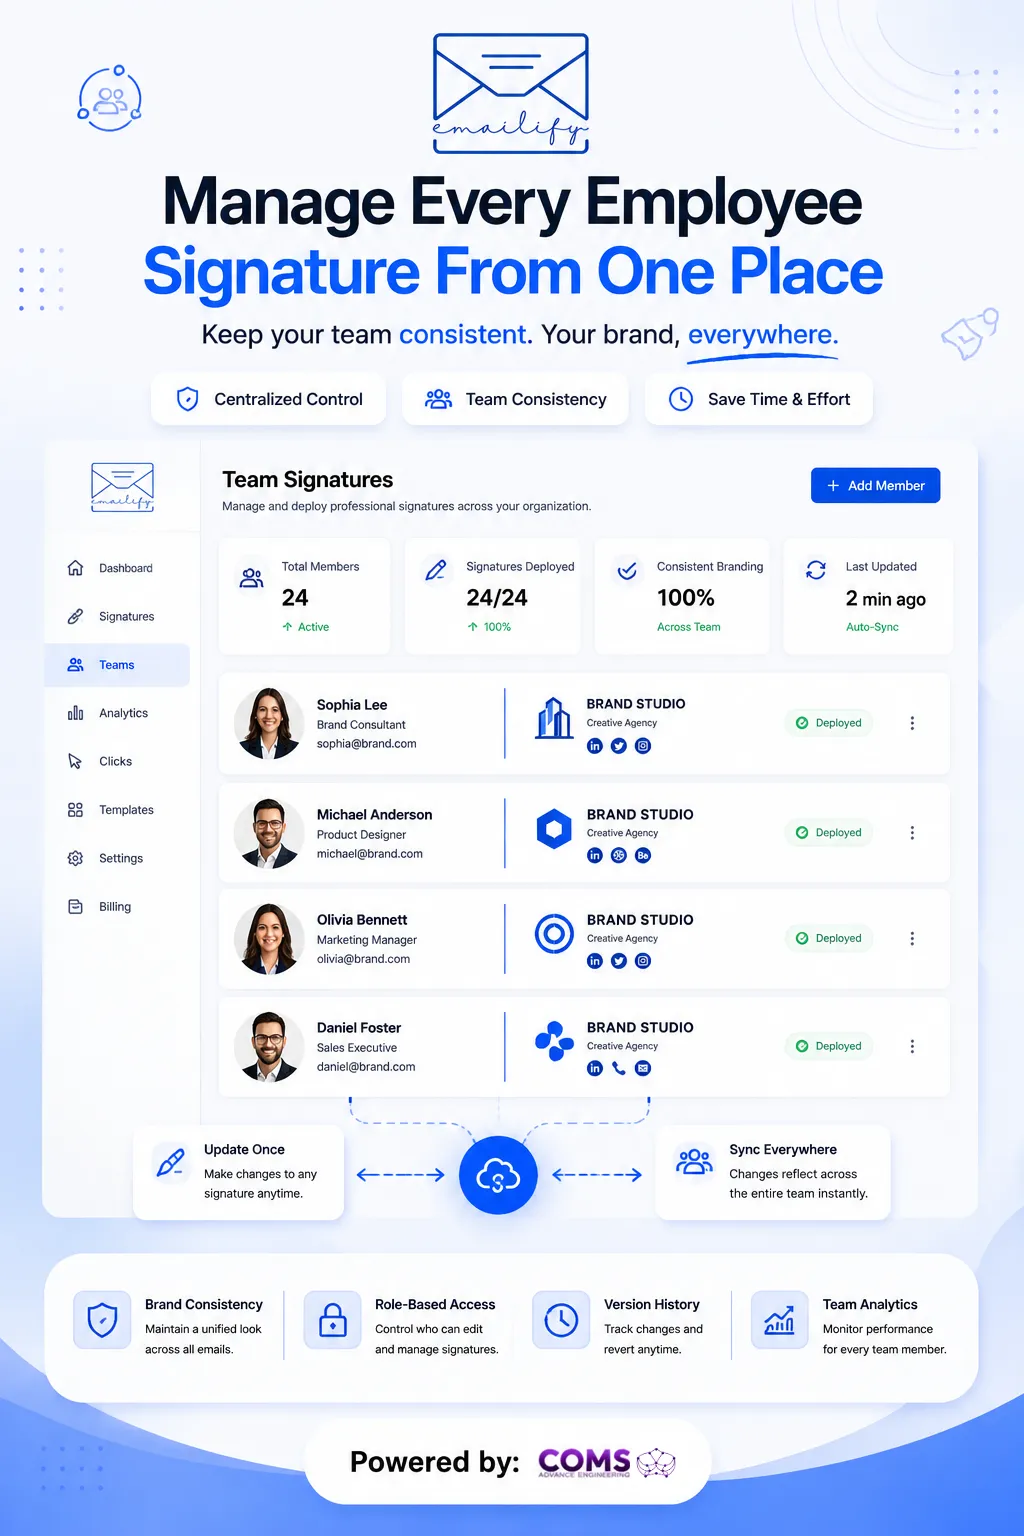 emailify
Manage Every Employee
Signature From One Place
Keep your team consistent. Your brand, everywhere.
Centralized Control
Team Consistency
Save Time & Effort
emailify
Dashboard
Signatures
Teams
Analytics
Clicks
Templates
Settings
Billing
Team Signatures
Manage and deploy professional signatures across your organization.
+ Add Member
Total Members
24
↑ Active
Signatures Deployed
24/24
↑ 100%
Consistent Branding
100%
Across Team
Last Updated
2 min ago
Auto-Sync
Sophia Lee
Brand Consultant
sophia@brand.com
BRAND STUDIO
Creative Agency
in
Deployed
Michael Anderson
Product Designer
michael@brand.com
BRAND STUDIO
Creative Agency
in
Be
Deployed
Olivia Bennett
Marketing Manager
olivia@brand.com
BRAND STUDIO
Creative Agency
in
Deployed
Daniel Foster
Sales Executive
daniel@brand.com
BRAND STUDIO
Creative Agency
in
Deployed
Update Once
Make changes to any
signature anytime.
Sync Everywhere
Changes reflect across
the entire team instantly.
Brand Consistency
Maintain a unified look
across all emails.
Role-Based Access
Control who can edit
and manage signatures.
Version History
Track changes and
revert anytime.
Team Analytics
Monitor performance
for every team member.
Powered by:
COMS
ADVANCE ENGINEERING